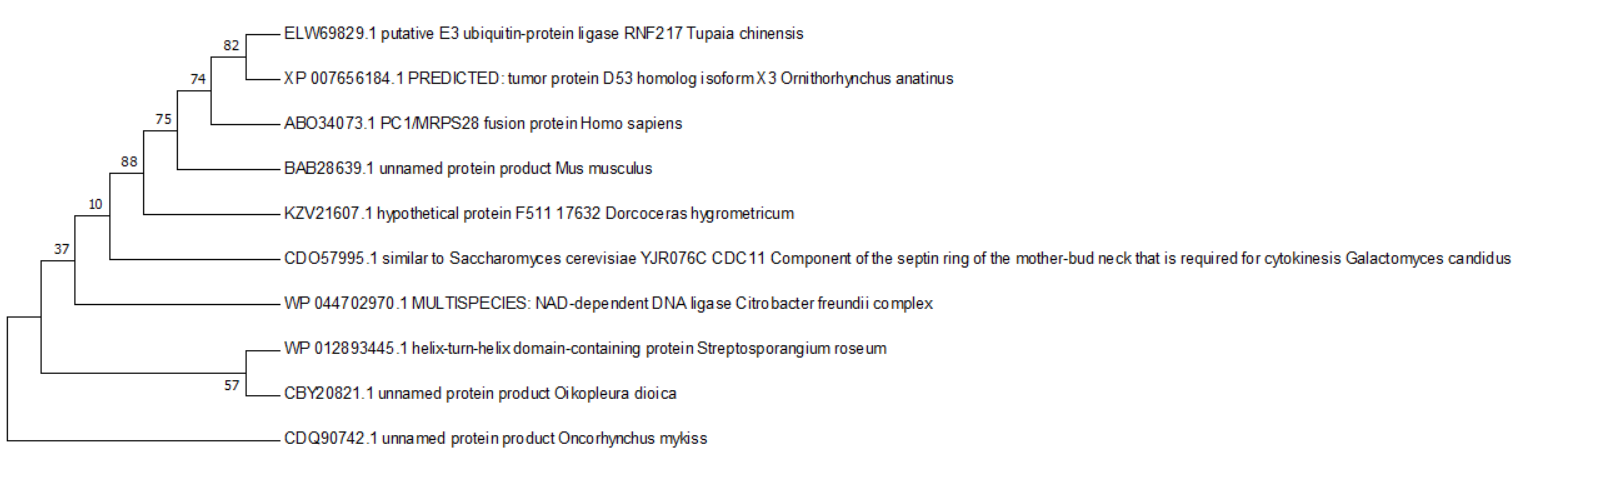 ELW69829.1 putative E3 ubiquitin-protein ligase RNF217 Tupaia chinensis
82
XP 007656184.1 PREDICTED: tumor protein D53 homolog isoform X3 Ornithorhynchus anatinus
74
ABO34073.1 PC1/MRPS28 fusion protein Homo sapiens
75
BAB28639.1 unnamed protein product Mus musculus
88
KZV21607.1 hypothetical protein F511 17632 Dorcoceras hygrometricum
10
CDO57995.1 similar to Saccharomyces cerevisiae YJR076C CDC11 Component of the septin ring of the mother-bud neck that is required for cytokinesis Galactomyces candidus
37
WP 044702970.1 MULTISPECIES: NAD-dependent DNA ligase Citrobacter freundii complex
WP 012893445.1 helix-turn-helix domain-containing protein Streptosporangium roseum
57
CBY20821.1 unnamed protein product Oikopleura dioica
CDQ90742.1 unnamed protein product Oncorhynchus mykiss